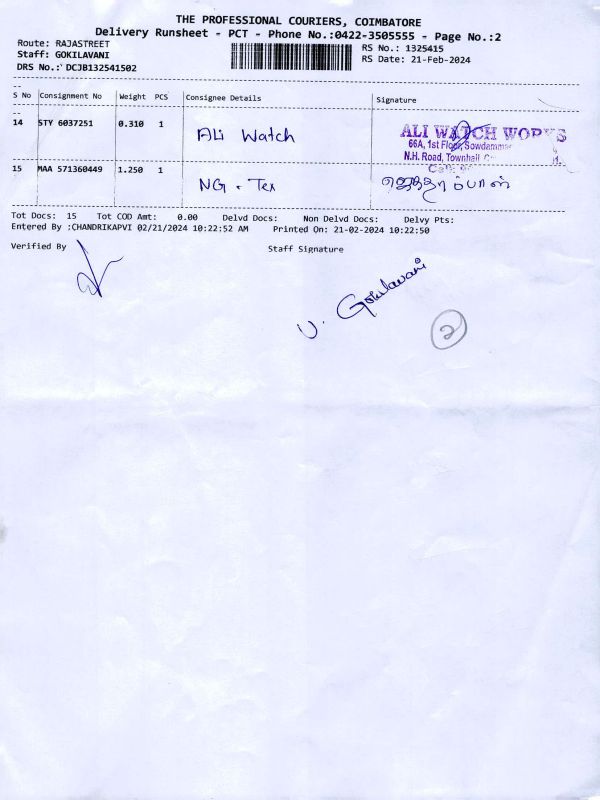 THE PROFESSIONAL COURIERS, COIMBATORE
Delivery Runsheet - PCT - Phone No.:0422-3505555 - Page No.:2
Route: RAJASTREET
RS No.: 1325415
Staff: GOKILAVANI
RS Date: 21-Feb-2024
DRS No.: DCJB132541502
S No Consignment No Weight PCS Consignee Details Signature
14 STY 6037251 0.310 1 Ali Watch
ALI WATCH WORKS
66A, 1st Floor, Sowdammar
N.H. Road, Townhall
15 MAA 571360449 1.250 1 NG. Tex
Tot Docs: 15 Tot COD Amt: 0.00 Delvd Docs: Non Delvd Docs: Delvy Pts:
Entered By :CHANDRIKAPVI 02/21/2024 10:22:52 AM Printed On: 21-02-2024 10:22:50
Verified By Staff Signature
U. Gokilavani
2